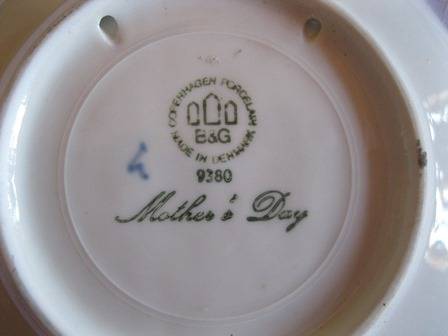 COPENHAGEN PORCELAIN
B&G
MADE IN DENMARK
9380
Mother's Day